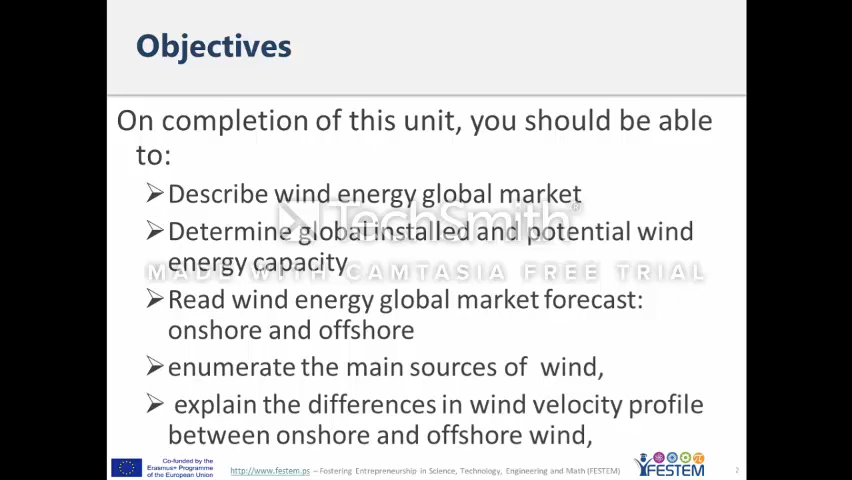 Objectives
On completion of this unit, you should be able
to:
➢Describe wind energy global market
TechSmith®
➢Determine global installed and potential wind
energy capacity
MADE WITH CAMTASIA FREE TRIAL
➢Read wind energy global market forecast:
onshore and offshore
➢enumerate the main sources of wind,
➢ explain the differences in wind velocity profile
between onshore and offshore wind,
Co-funded by the
Erasmus+ Programme
of the European Union
http://www.festem.ps – Fostering Entrepreneurship in Science, Technology, Engineering and Math (FESTEM)
FESTEM
2